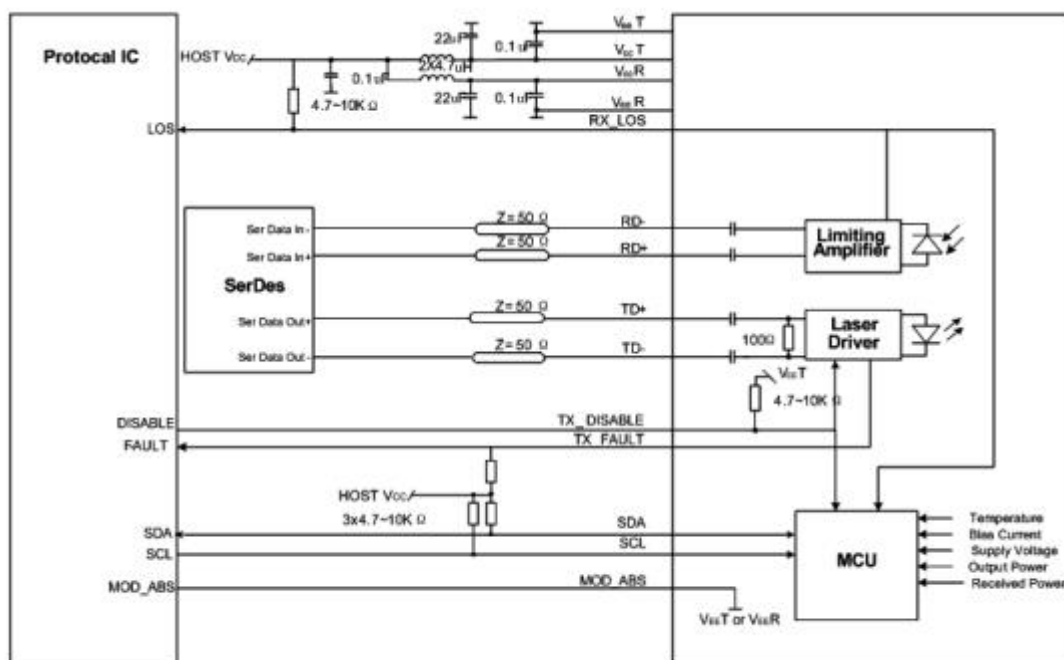 Protocal IC
HOST Vcc
22uF
0.1uF
VeeT
VccT
2X4.7uH
VccR
0.1uF
22uF
0.1uF
VeeR
4.7~10K Ω
LOS
RX_LOS
Z= 50 Ω
RD-
Ser Data In -
Z= 50 Ω
RD+
Ser Data In+
Limiting
Amplifier
SerDes
Z= 50 Ω
TD+
Ser Data Out+
100Ω
Laser
Driver
Z= 50 Ω
TD-
Ser Data Out -
4.7~10K Ω
DISABLE
TX_DISABLE
FAULT
TX_FAULT
HOST Vcc
3x4.7~10K Ω
SDA
SDA
SCL
SCL
MCU
Temperature
Bias Current
Supply Voltage
Output Power
Received Power
MOD_ABS
MOD_ABS
VeeT or VeeR